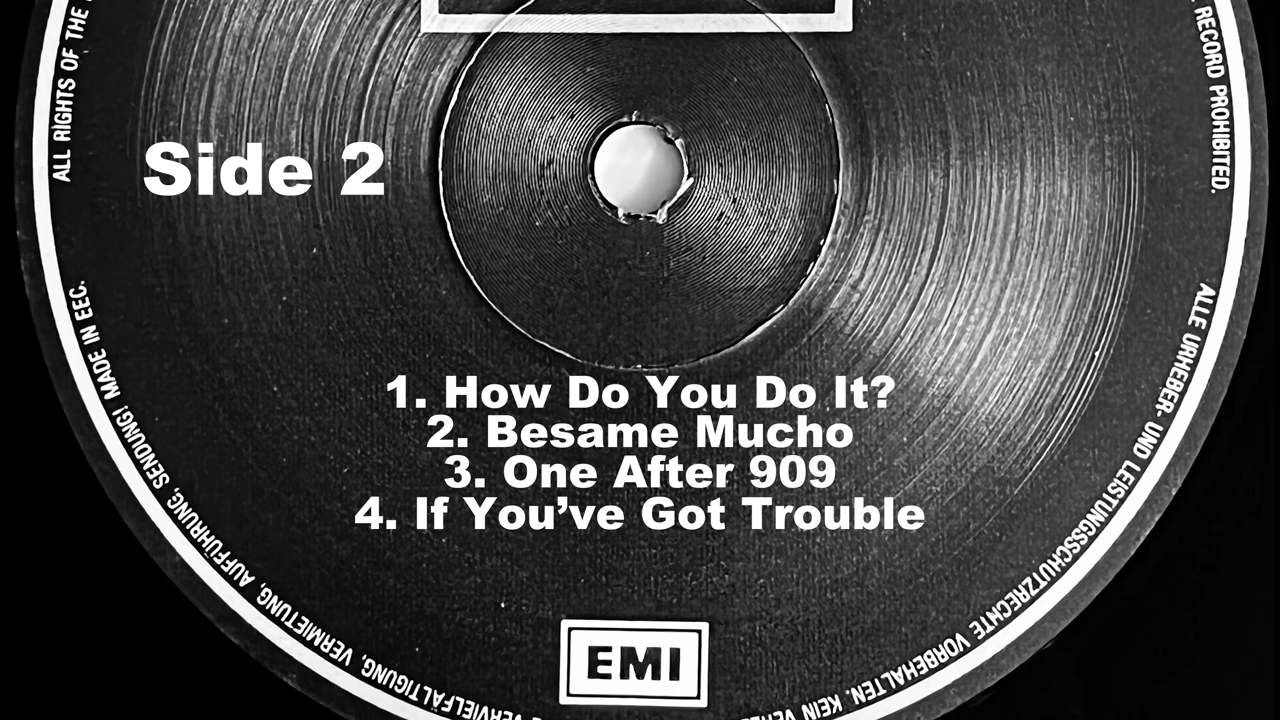 ALL RIGHTS OF THE
RECORD PROHIBITED.
Side 2
1. How Do You Do It?
2. Besame Mucho
3. One After 909
4. If You’ve Got Trouble
EMI
ALLE URHEBER- UND LEISTUNGSSCHUTZRECHTE VORBEHALTEN. KEIN
VERVIELFÄLTIGUNG, VERMIETUNG, AUFFÜHRUNG, SENDUNG! MADE IN EEC.